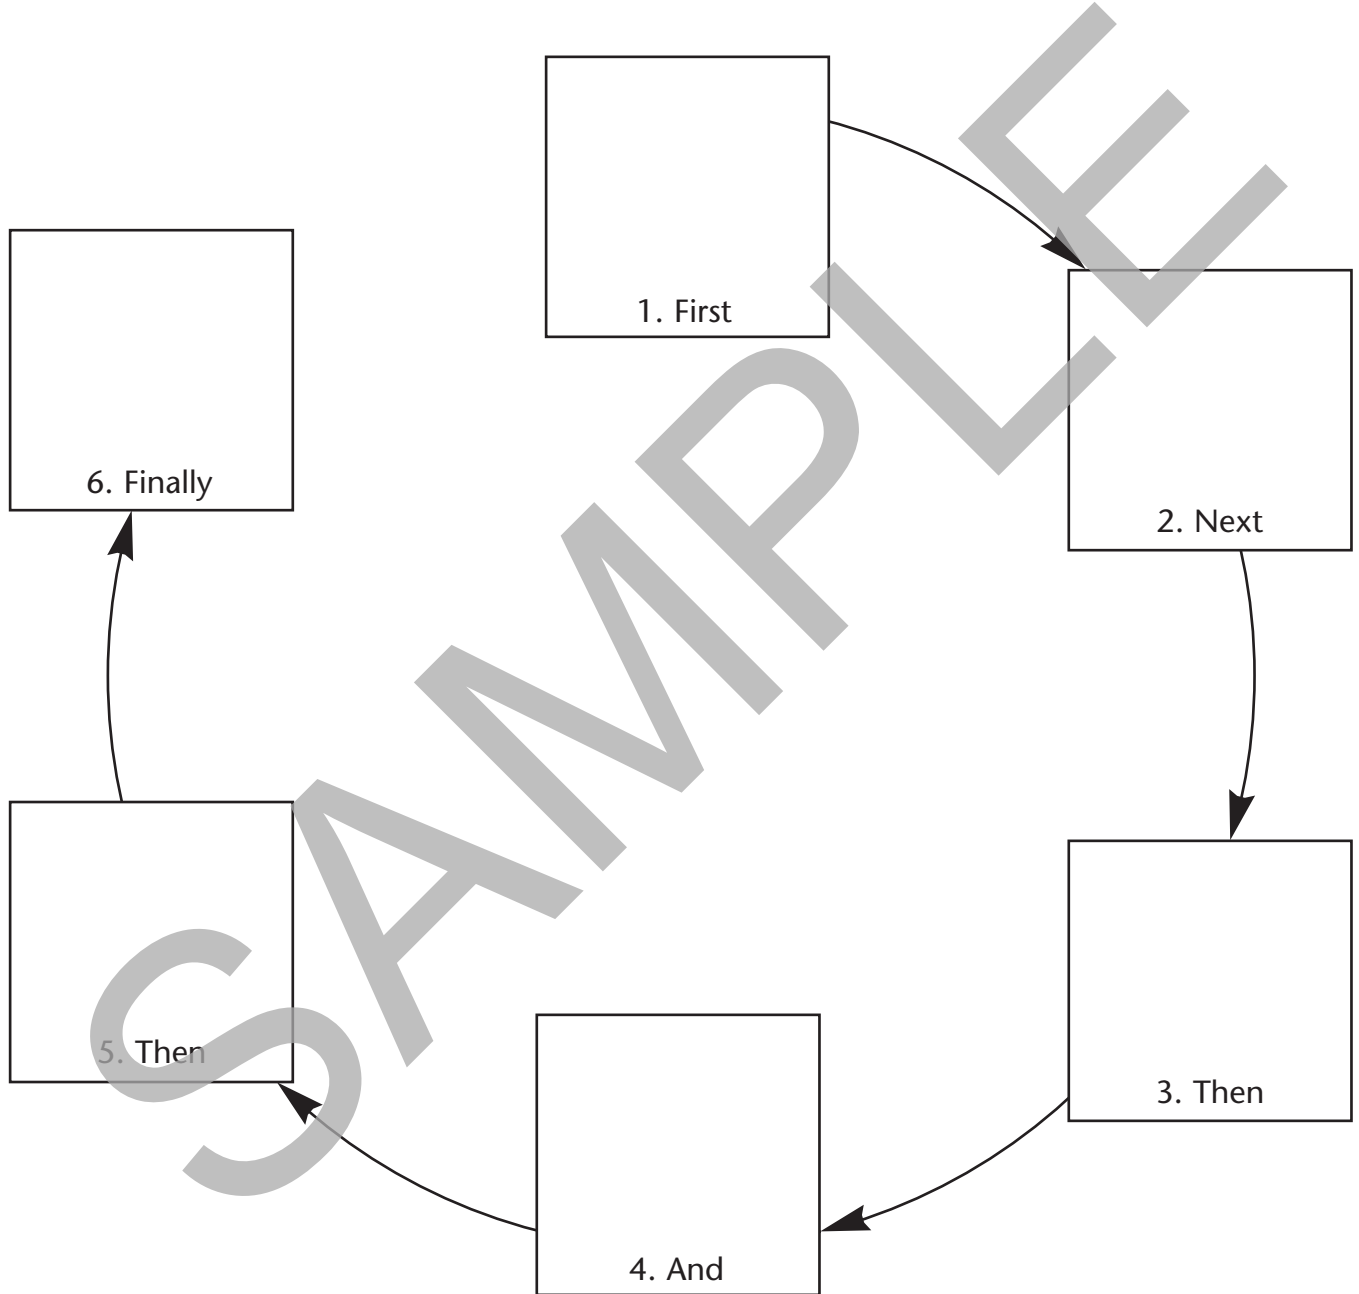 1. First
2. Next
3. Then
4. And
5. Then
6. Finally
SAMPLE